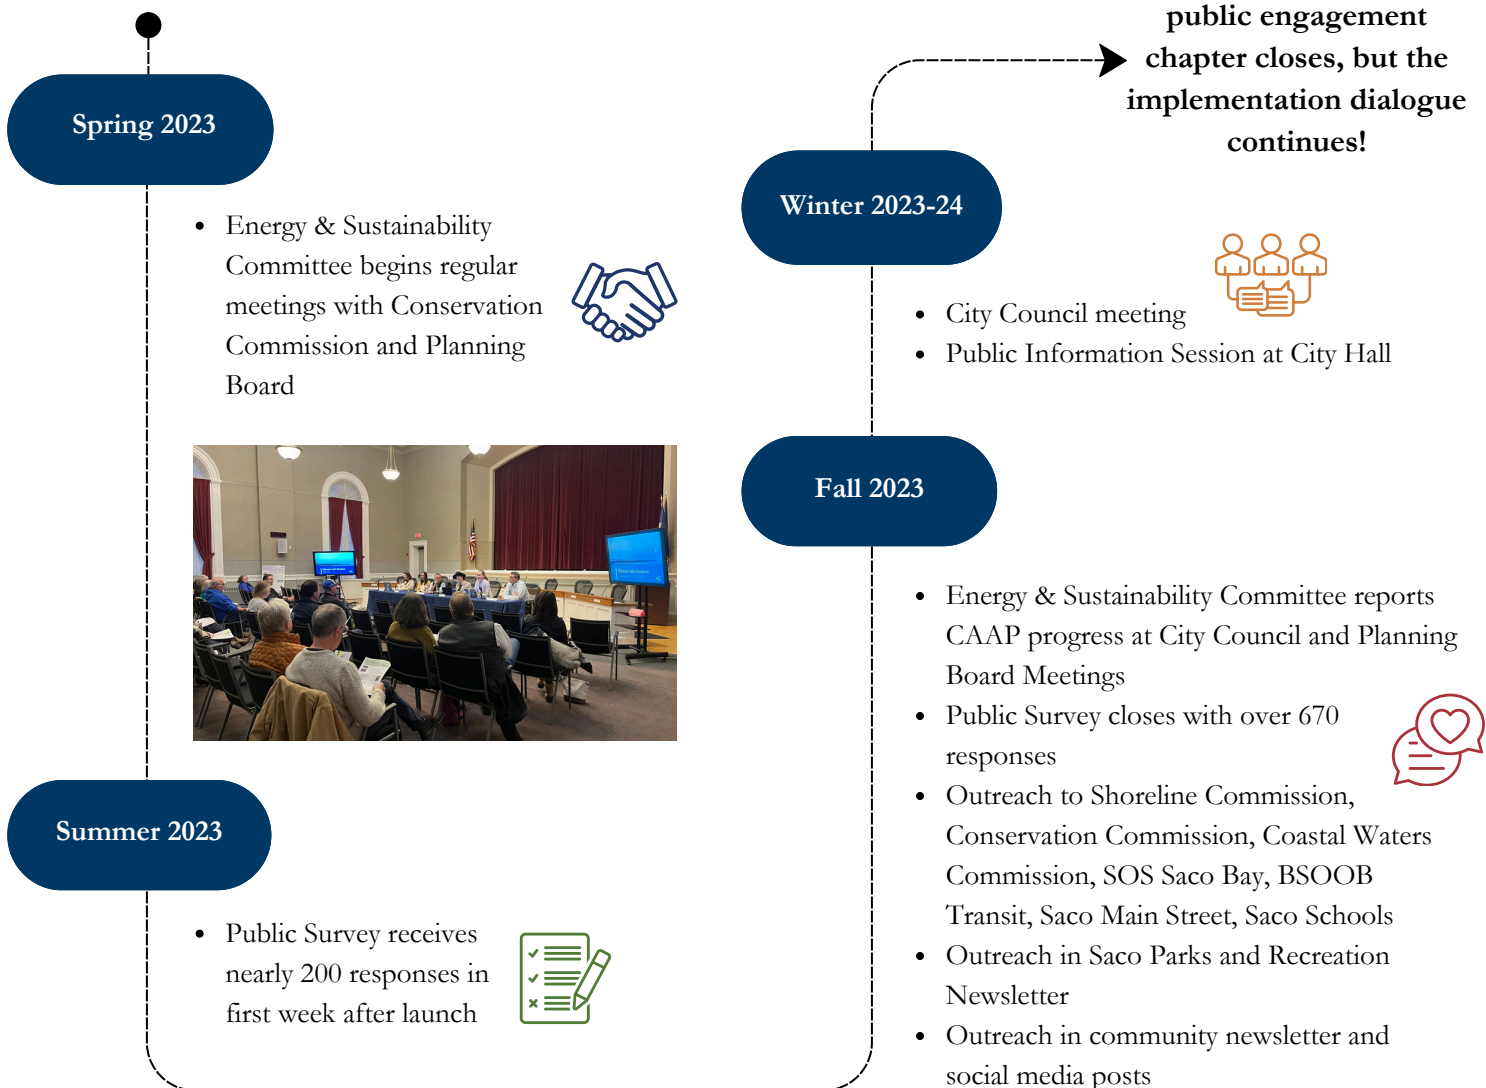 Spring 2023
• Energy & Sustainability
Committee begins regular
meetings with Conservation
Commission and Planning
Board
Summer 2023
• Public Survey receives
nearly 200 responses in
first week after launch
Fall 2023
• Energy & Sustainability Committee reports
CAAP progress at City Council and Planning
Board Meetings
• Public Survey closes with over 670
responses
• Outreach to Shoreline Commission,
Conservation Commission, Coastal Waters
Commission, SOS Saco Bay, BSOOB
Transit, Saco Main Street, Saco Schools
• Outreach in Saco Parks and Recreation
Newsletter
• Outreach in community newsletter and
social media posts
Winter 2023-24
• City Council meeting
• Public Information Session at City Hall
public engagement
chapter closes, but the
implementation dialogue
continues!